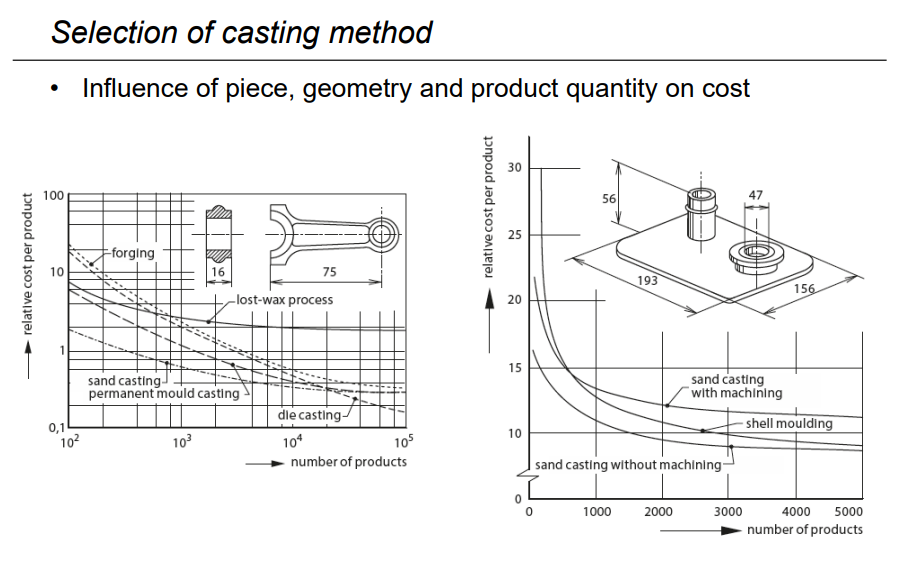 Selection of casting method
• Influence of piece, geometry and product quantity on cost
relative cost per product
100
10
1
0,1
forging
16
75
lost-wax process
sand casting
permanent mould casting
die casting
10²
10³
10⁴
10⁵
number of products
relative cost per product
30
25
20
15
10
0
56
47
193
156
sand casting
with machining
shell moulding
sand casting without machining
0
1000
2000
3000
4000
5000
number of products